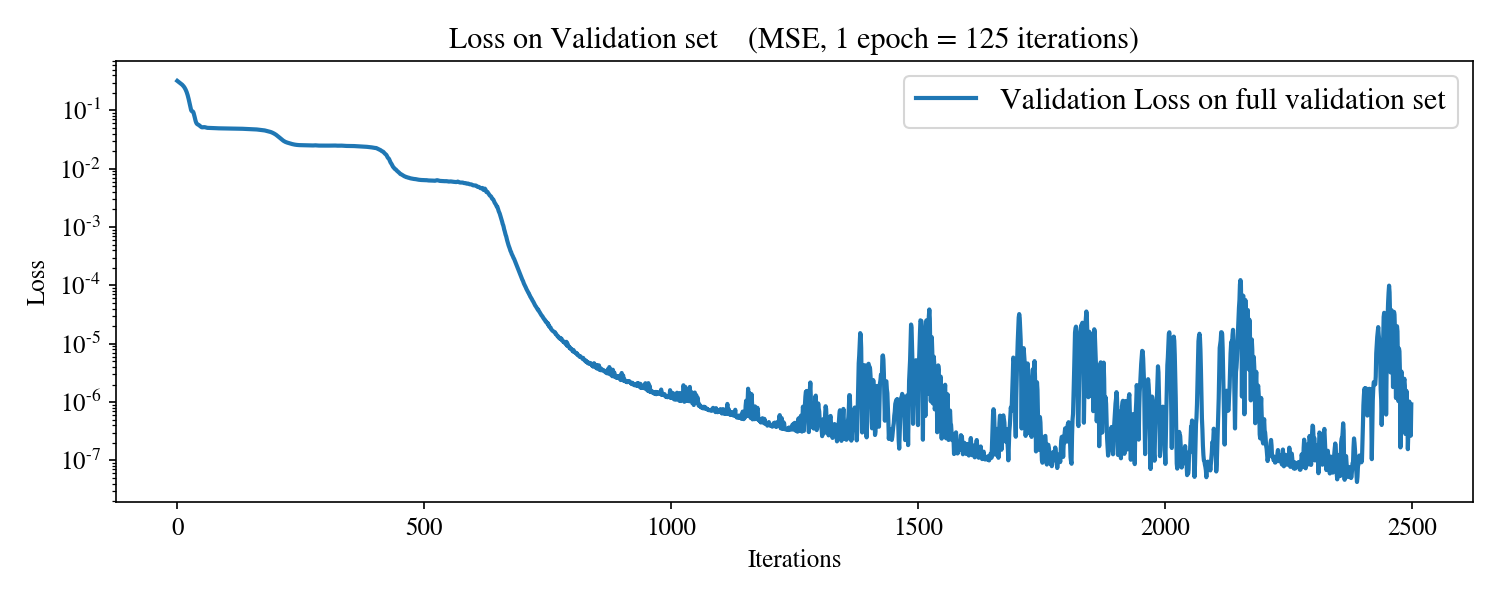 Loss on Validation set (MSE, 1 epoch = 125 iterations)
Validation Loss on full validation set
Loss
10^-1
10^-2
10^-3
10^-4
10^-5
10^-6
10^-7
0 500 1000 1500 2000 2500
Iterations